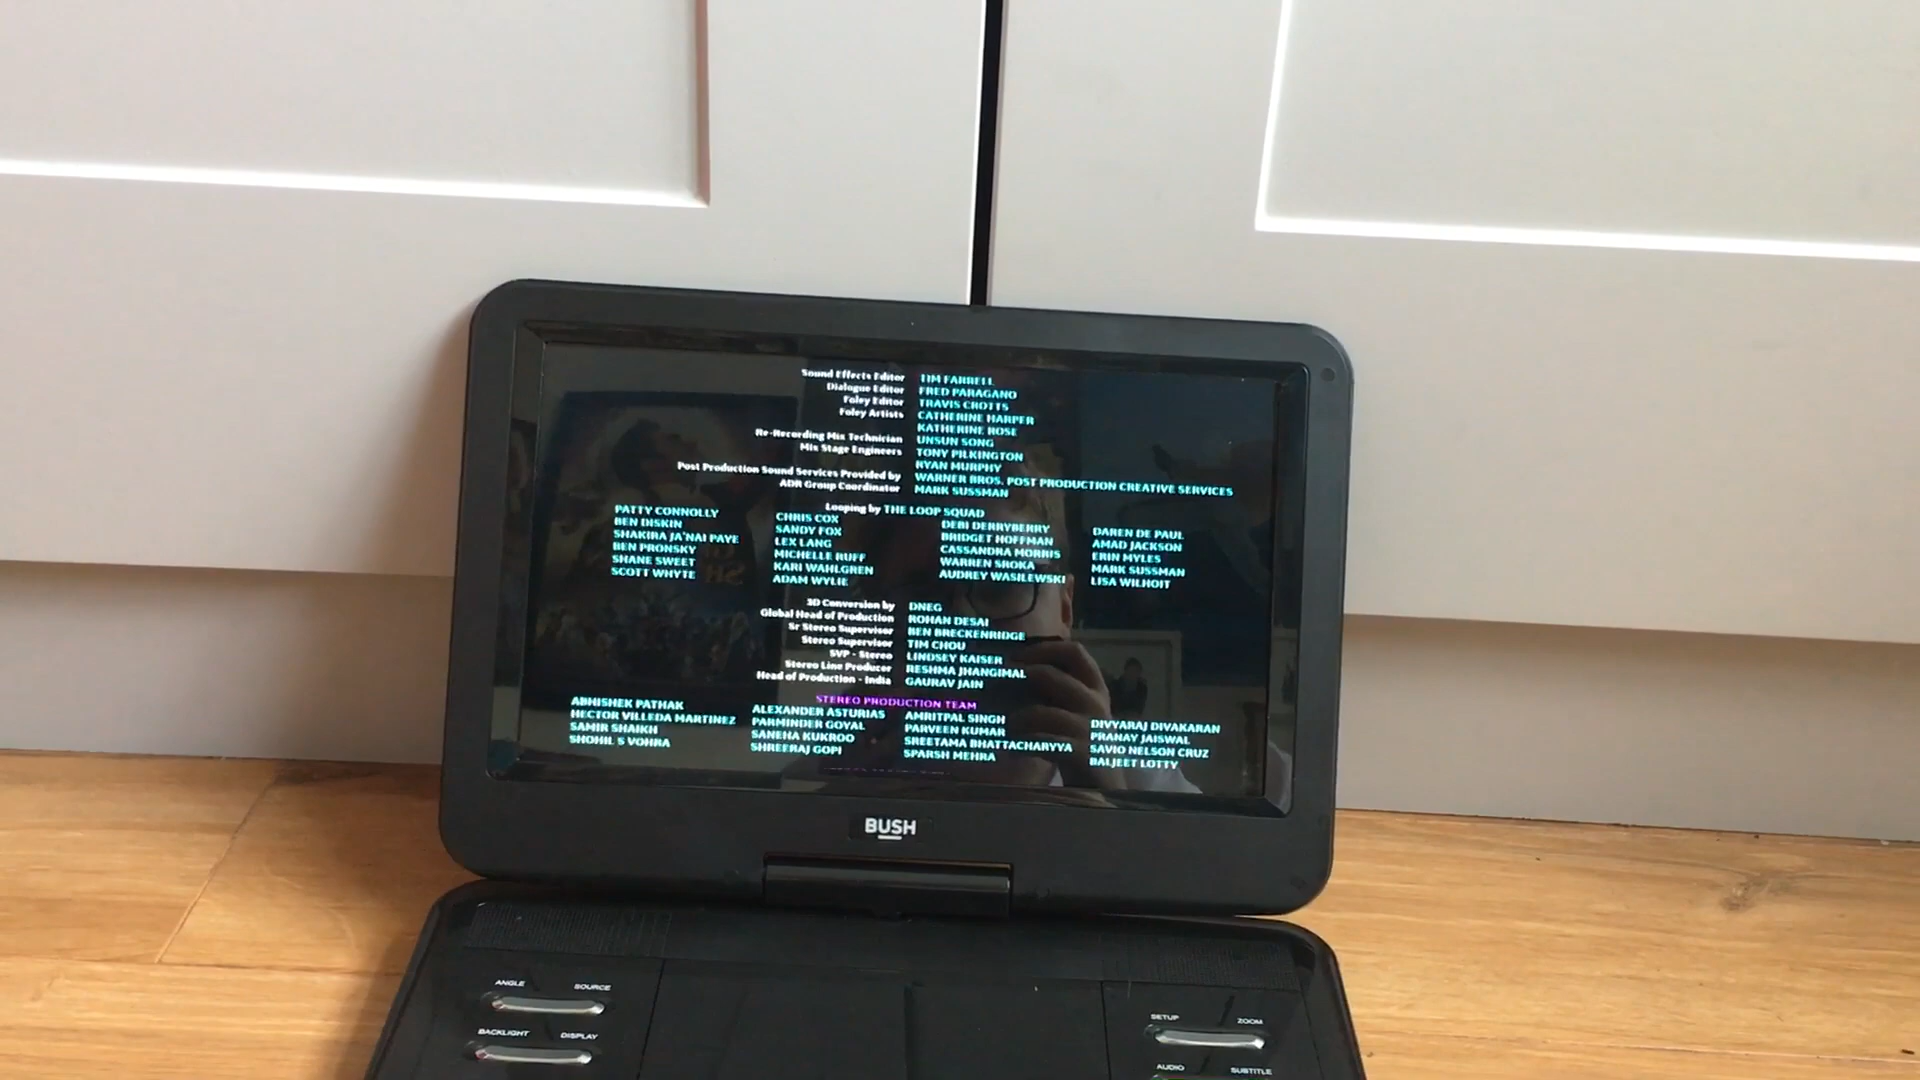 Sound Effects Editor TIM FARRELL
Dialogue Editor FRED PARAGANO
Foley Editor TRAVIS CROTTS
Foley Artists CATHERINE HARPER
KATHERINE ROSE
Re-Recording Mix Technician UNSUN SONG
Mix Stage Engineers TONY PILKINGTON
RYAN MURPHY
Post Production Sound Services Provided by WARNER BROS. POST PRODUCTION CREATIVE SERVICES
ADR Group Coordinator MARK SUSSMAN
Looping by THE LOOP SQUAD
PATTY CONNOLLY CHRIS COX DEBI DERRYBERRY DAREN DE PAUL
BEN DISKIN SANDY FOX BRIDGET HOFFMAN AMAD JACKSON
SHAKIRA JA'NAI PAYE LEX LANG CASSANDRA MORRIS ERIN MYLES
BEN PRONSKY MICHELLE RUFF WARREN SROKA MARK SUSSMAN
SHANE SWEET KARI WAHLGREN AUDREY WASILEWSKI LISA WILHOIT
SCOTT WHYTE ADAM WYLIE
3D Conversion by DNEG
Global Head of Production ROHAN DESAI
Sr Stereo Supervisor BEN BRECKENRIDGE
Stereo Supervisor TIM CHOU
SVP - Stereo LINDSEY KAISER
Stereo Line Producer RESHMA JHANGIMAL
Head of Production - India GAURAV JAIN
STEREO PRODUCTION TEAM
ABHISHEK PATHAK ALEXANDER ASTURIAS AMRITPAL SINGH DIVYARAJ DIVAKARAN
HECTOR VILLEDA MARTINEZ PARMINDER GOYAL PARVEEN KUMAR PRANAY JAISWAL
SAMIR SHAIKH SANEHA KUKROO SREETAMA BHATTACHARYYA SAVIO NELSON CRUZ
SHOHIL S VOHRA SHREERAJ GOPI SPARSH MEHRA BALJEET LOTTY
BUSH
ANGLE SOURCE
BACKLIGHT DISPLAY
SETUP ZOOM
AUDIO SUBTITLE